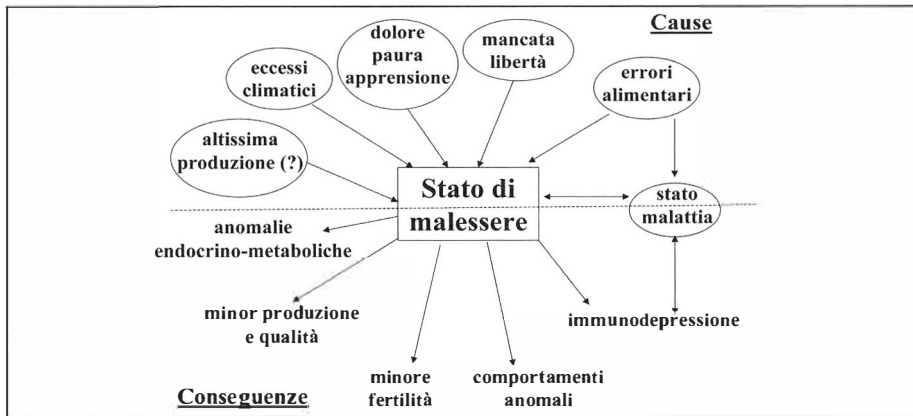 Cause
dolore
paura
apprensione
mancata
libertà
eccessi
climatici
errori
alimentari
altissima
produzione (?)
Stato di
malessere
stato
malattia
anomalie
endocrino-metaboliche
minor produzione
e qualità
immunodepressione
minore
fertilità
comportamenti
anomali
Conseguenze